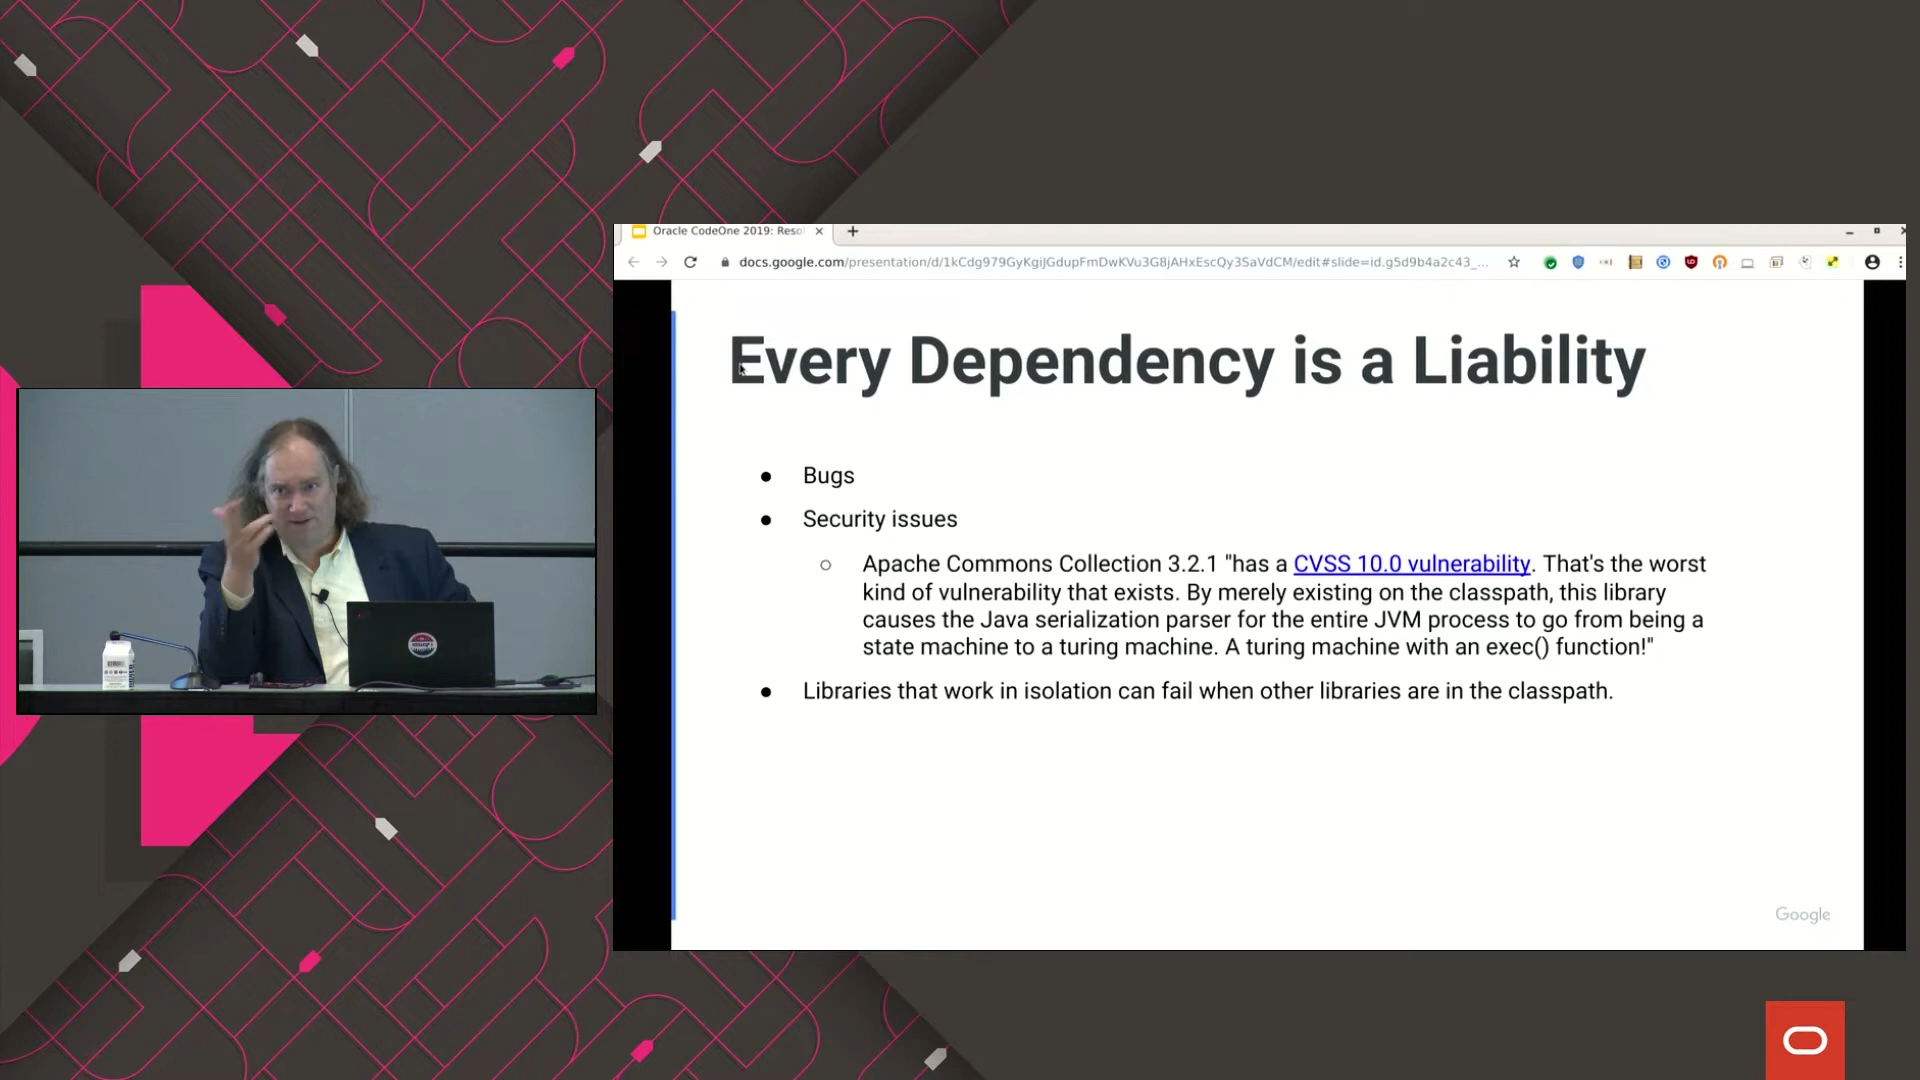 Oracle CodeOne 2019: Reso
docs.google.com/presentation/d/1kCdg979GyKgiJGdupFmDwKVu3G8jAHxEscQy3SaVdCM/edit#slide=id.g5d9b4a2c43_...
Every Dependency is a Liability
● Bugs
● Security issues
○ Apache Commons Collection 3.2.1 "has a CVSS 10.0 vulnerability. That's the worst
kind of vulnerability that exists. By merely existing on the classpath, this library
causes the Java serialization parser for the entire JVM process to go from being a
state machine to a turing machine. A turing machine with an exec() function!"
● Libraries that work in isolation can fail when other libraries are in the classpath.
Google